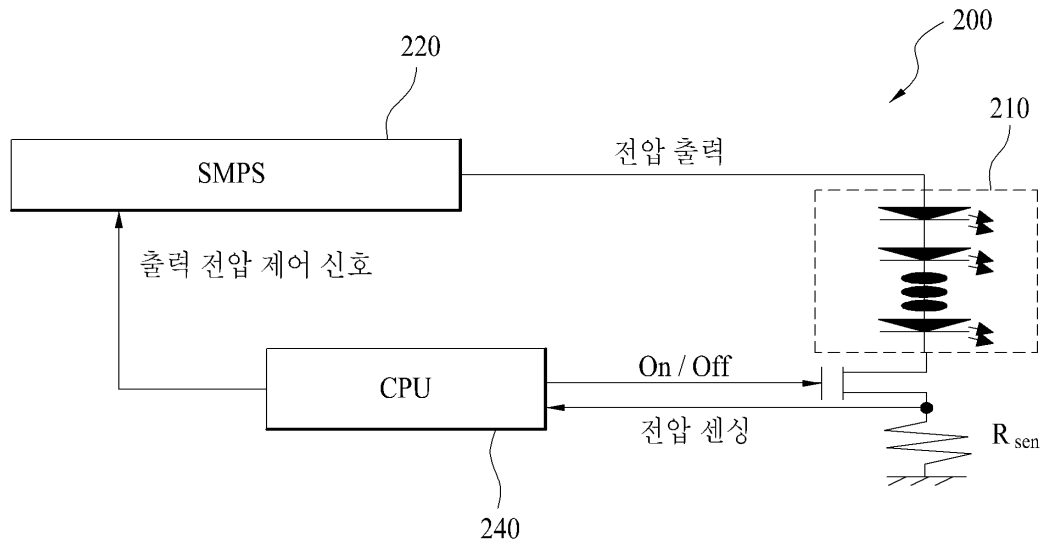 200
220
210
전압 출력
SMPS
출력 전압 제어 신호
On / Off
CPU
전압 센싱
R sen
240